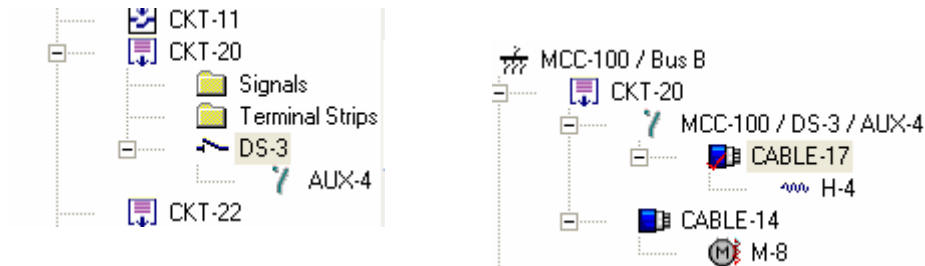 CKT-11
CKT-20
Signals
Terminal Strips
DS-3
AUX-4
CKT-22
MCC-100 / Bus B
CKT-20
MCC-100 / DS-3 / AUX-4
CABLE-17
H-4
CABLE-14
M-8